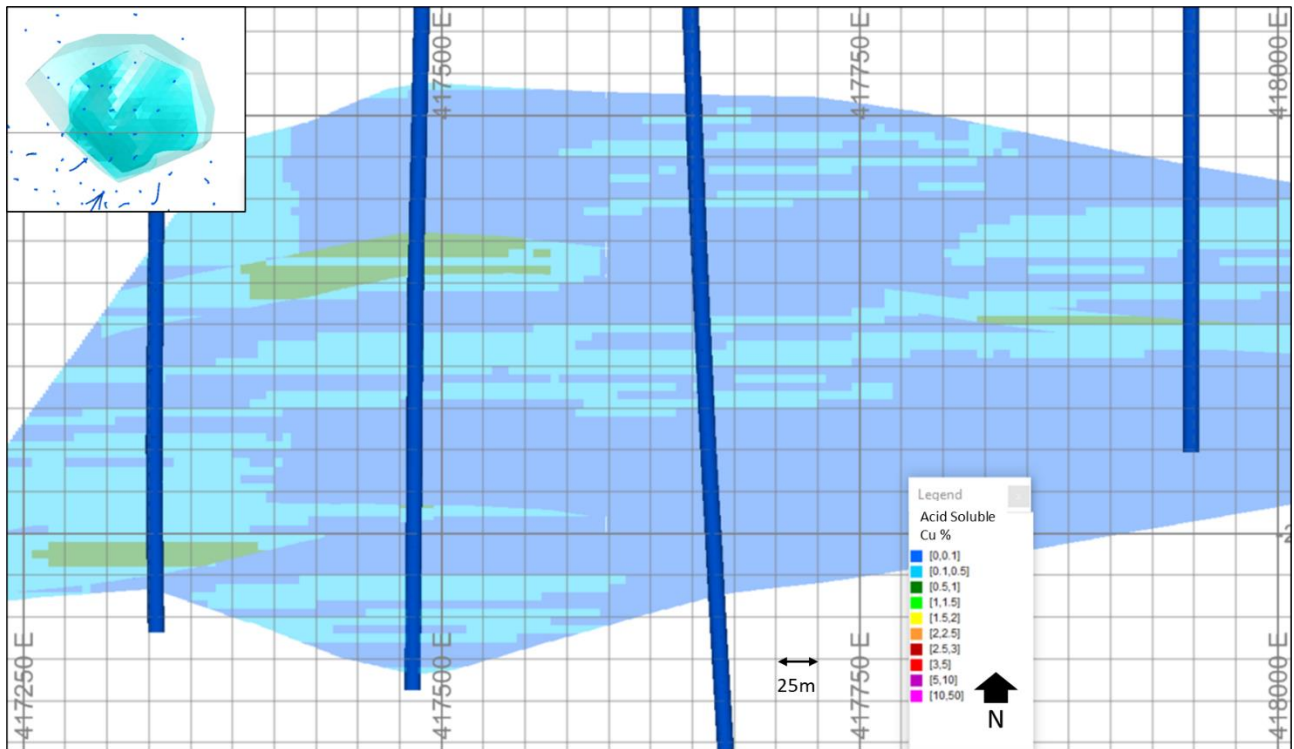 417500 E
417750 E
418000 E
Legend
Acid Soluble
Cu %
[0,0.1]
[0.1,0.5]
[0.5,1]
[1,1.5]
[1.5,2]
[2,2.5]
[2.5,3]
[3,5]
[5,10]
[10,50]
N
25m
417250 E
417500 E
417750 E
418000 E